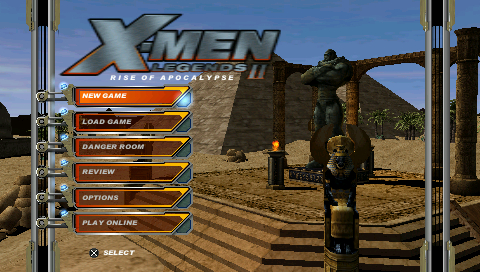 X-MEN
LEGENDS II
RISE OF APOCALYPSE
NEW GAME
LOAD GAME
DANGER ROOM
REVIEW
OPTIONS
PLAY ONLINE
SELECT